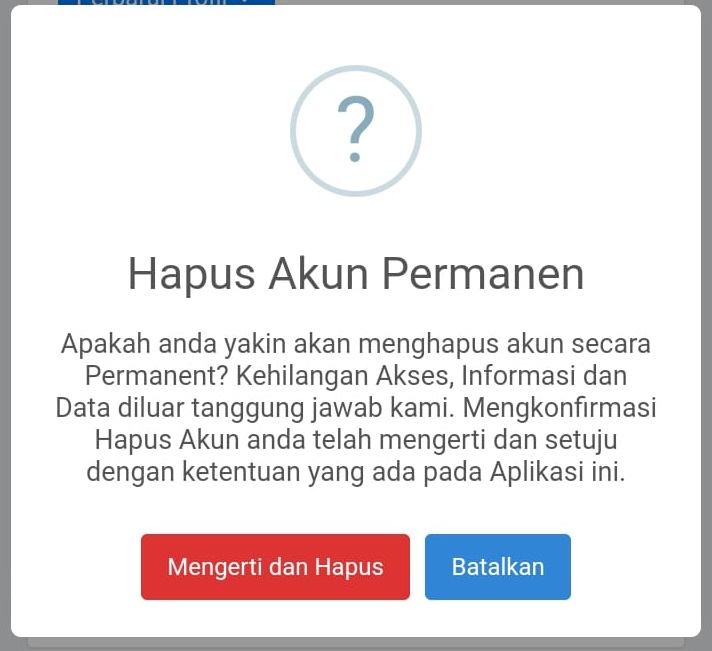 ?
Hapus Akun Permanen
Apakah anda yakin akan menghapus akun secara
Permanent? Kehilangan Akses, Informasi dan
Data diluar tanggung jawab kami. Mengkonfirmasi
Hapus Akun anda telah mengerti dan setuju
dengan ketentuan yang ada pada Aplikasi ini.
Mengerti dan Hapus
Batalkan